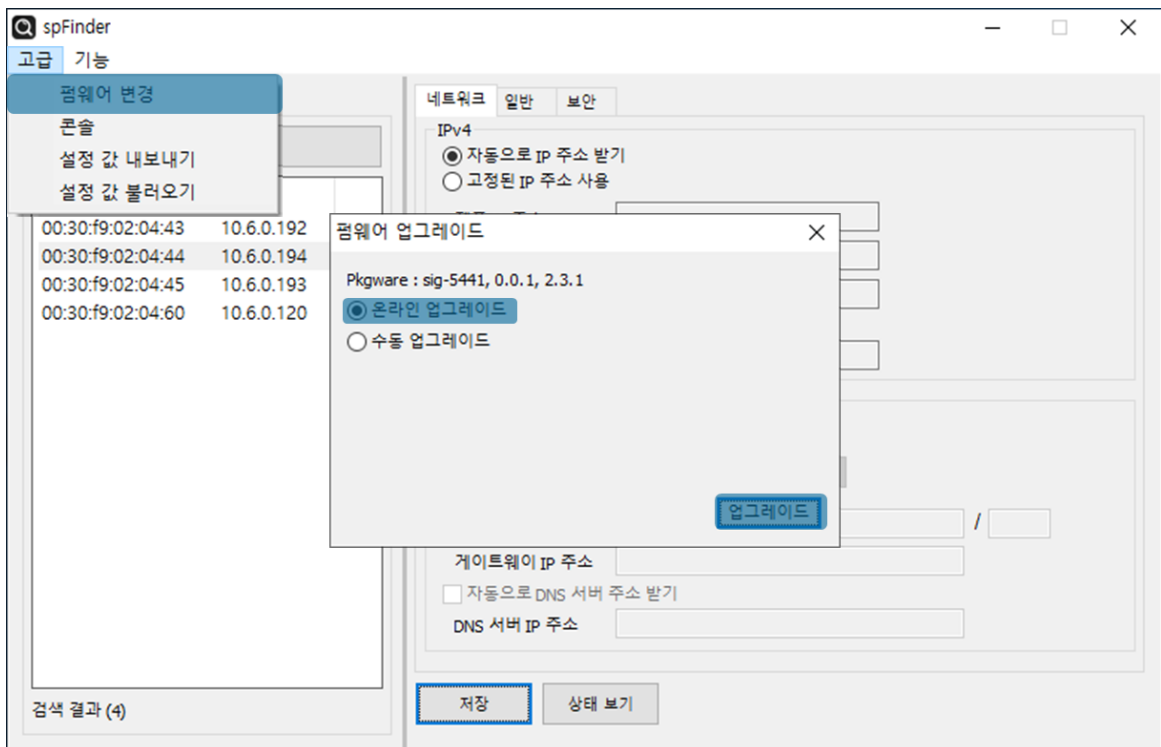 spFinder
고급 기능
펌웨어 변경
콘솔
설정 값 내보내기
설정 값 불러오기
00:30:f9:02:04:43 10.6.0.192
00:30:f9:02:04:44 10.6.0.194
00:30:f9:02:04:45 10.6.0.193
00:30:f9:02:04:60 10.6.0.120
검색 결과 (4)
네트워크 일반 보안
IPv4
자동으로 IP 주소 받기
고정된 IP 주소 사용
펌웨어 업그레이드
Pkgware : sig-5441, 0.0.1, 2.3.1
온라인 업그레이드
수동 업그레이드
업그레이드
/
게이트웨이 IP 주소
자동으로 DNS 서버 주소 받기
DNS 서버 IP 주소
저장 상태 보기